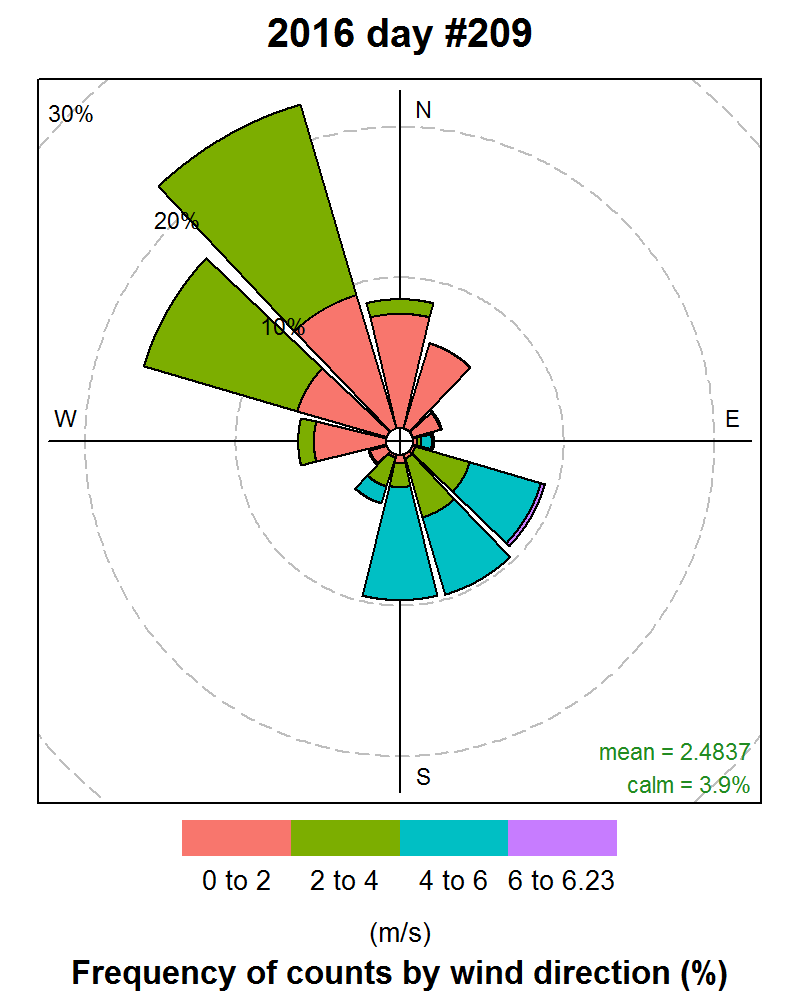 2016 day #209
30%
N
20%
10%
W
E
S
mean = 2.4837
calm = 3.9%
0 to 2 2 to 4 4 to 6 6 to 6.23
(m/s)
Frequency of counts by wind direction (%)